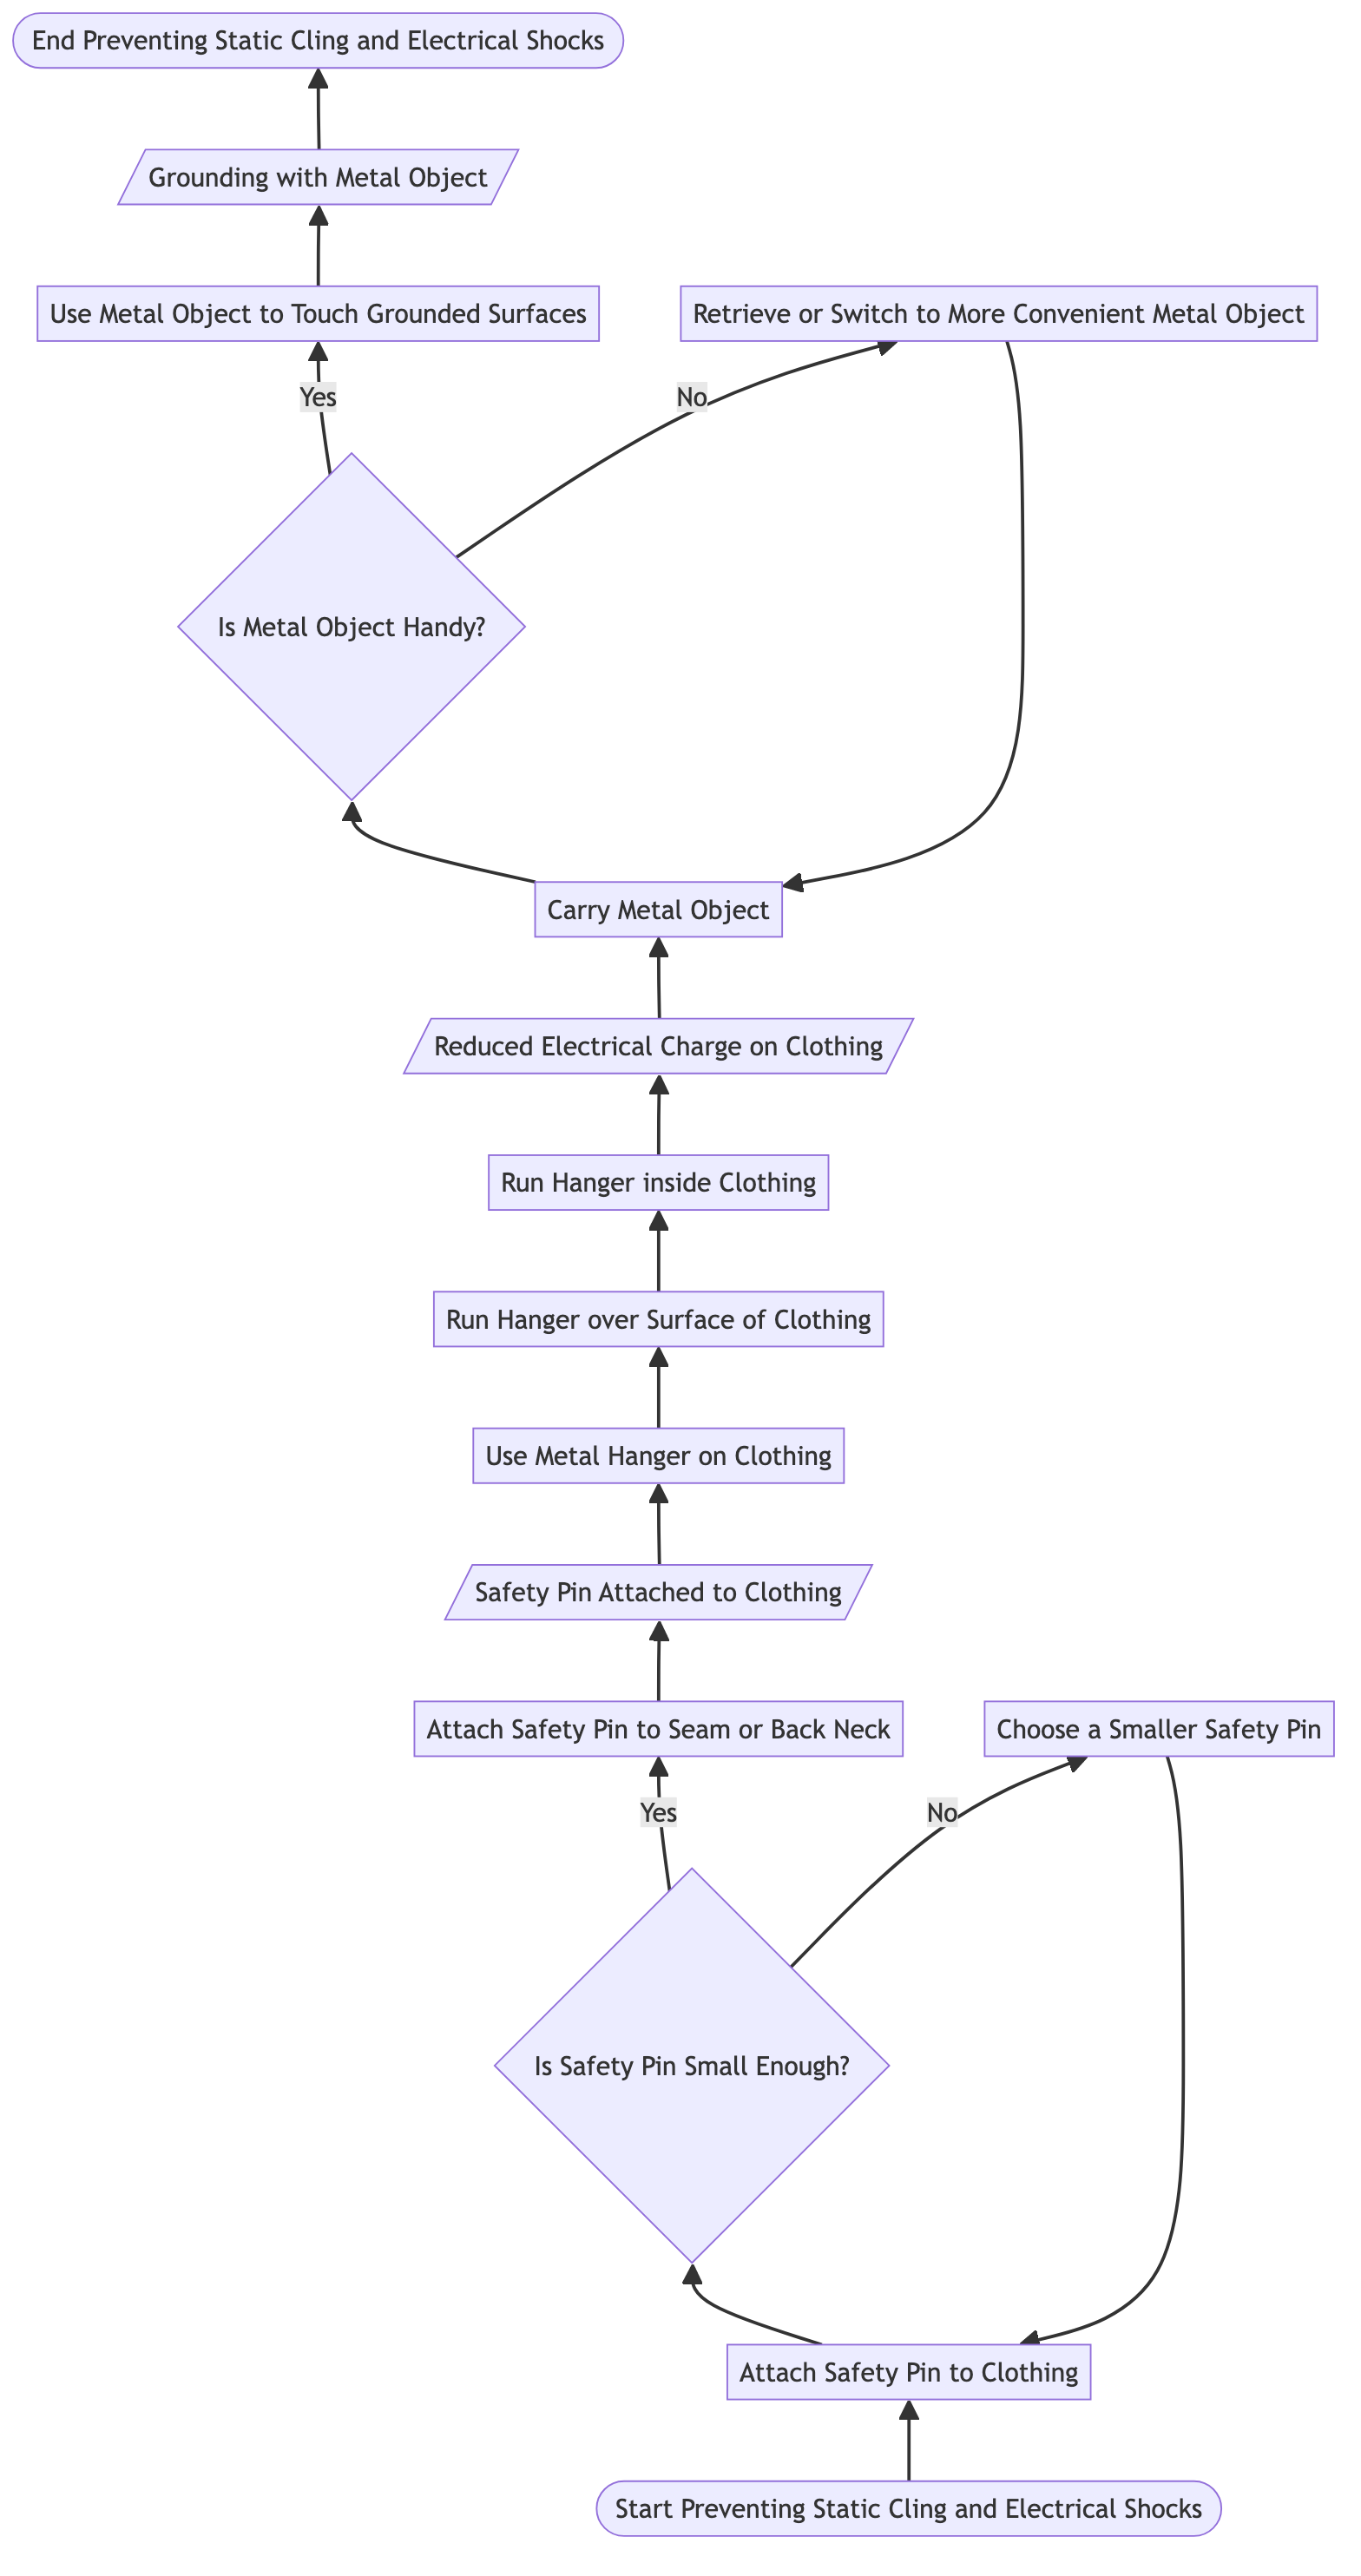 End Preventing Static Cling and Electrical Shocks
Grounding with Metal Object
Use Metal Object to Touch Grounded Surfaces
Retrieve or Switch to More Convenient Metal Object
Yes
No
Is Metal Object Handy?
Carry Metal Object
Reduced Electrical Charge on Clothing
Run Hanger inside Clothing
Run Hanger over Surface of Clothing
Use Metal Hanger on Clothing
Safety Pin Attached to Clothing
Attach Safety Pin to Seam or Back Neck
Choose a Smaller Safety Pin
Yes
No
Is Safety Pin Small Enough?
Attach Safety Pin to Clothing
Start Preventing Static Cling and Electrical Shocks